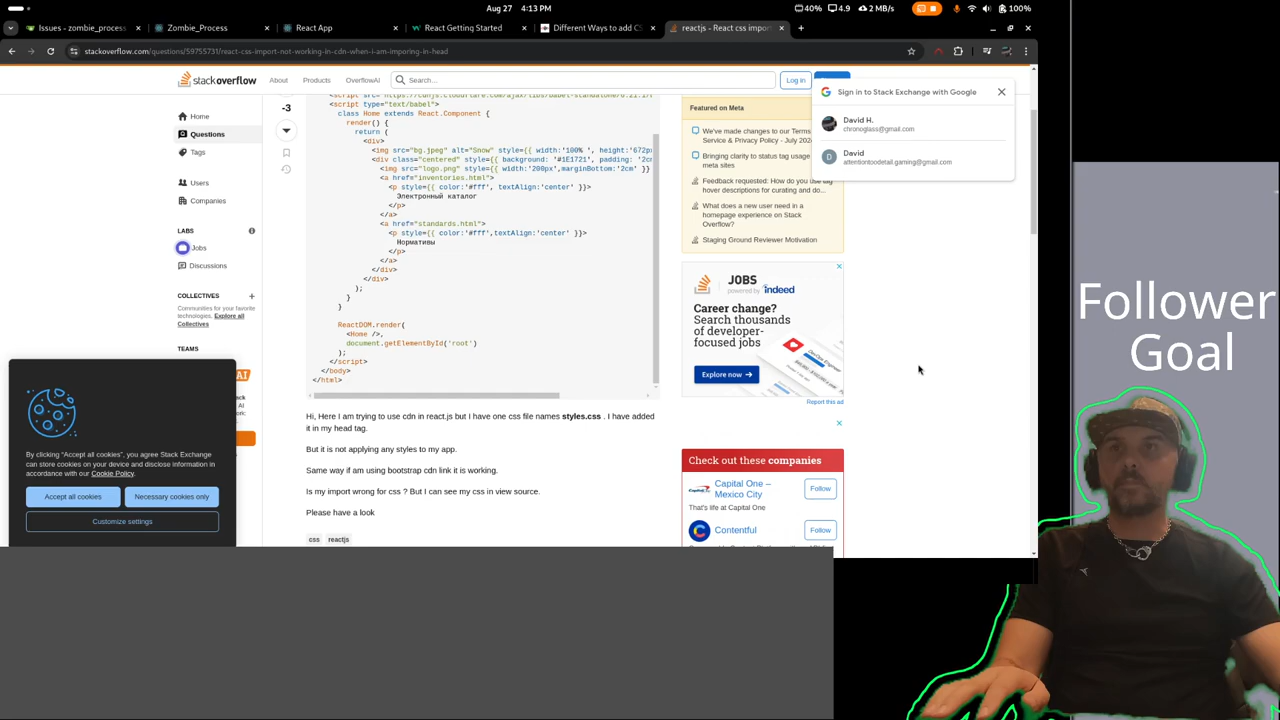 Aug 27 4:13 PM
40% 4.9 2 MB/s 100%
Issues - zombie_process
Zombie_Process
React App
React Getting Started
Different Ways to add CS
reactjs - React css impor
stackoverflow.com/questions/59755731/react-css-import-not-working-in-cdn-when-i-am-imporing-in-head
stackoverflow
About
Products
OverflowAI
Search…
Log in
Sign in to Stack Exchange with Google
David H.
chronoglass@gmail.com
David
attentiontoodetail.gaming@gmail.com
Home
Questions
Tags
Users
Companies
LABS
Jobs
Discussions
COLLECTIVES
Communities for your favorite
technologies. Explore all
Collectives
TEAMS
AI
-3
<script type="text/babel">
class Home extends React.Component {
render() {
return (
<div>
<img src="bg.jpeg" alt="Snow" style={{ width:'100% ', height:'672p
<div class="centered" style={{ background: '#1E1721', padding: '2c
<img src="logo.png" style={{ width:'200px',marginBottom:'2cm' }}
<a href="inventories.html">
<p style={{ color:'#fff', textAlign:'center' }}>
Электронный каталог
</p>
</a>
<a href="standards.html">
<p style={{ color:'#fff',textAlign:'center' }}>
Нормативы
</p>
</a>
</div>
</div>
);
}
}
ReactDOM.render(
<Home />,
document.getElementById('root')
);
</script>
</body>
</html>
Hi, Here I am trying to use cdn in react.js but I have one css file names styles.css . I have added
it in my head tag.
But it is not applying any styles to my app.
Same way if am using bootstrap cdn link it is working.
Is my import wrong for css ? But I can see my css in view source.
Please have a look
css reactjs
Featured on Meta
We've made changes to our Terms
Service & Privacy Policy - July 202
Bringing clarity to status tag usage
meta sites
Feedback requested: How do you use tag
hover descriptions for curating and do...
What does a new user need in a
homepage experience on Stack
Overflow?
Staging Ground Reviewer Motivation
JOBS
powered by indeed
Career change?
Search thousands
of developer-
focused jobs
Explore now →
Report this ad
Check out these companies
Capital One –
Mexico City
Follow
That's life at Capital One
Contentful
Follow
By clicking "Accept all cookies", you agree Stack Exchange
can store cookies on your device and disclose information in
accordance with our Cookie Policy.
Accept all cookies
Necessary cookies only
Customize settings
Follower
Goal